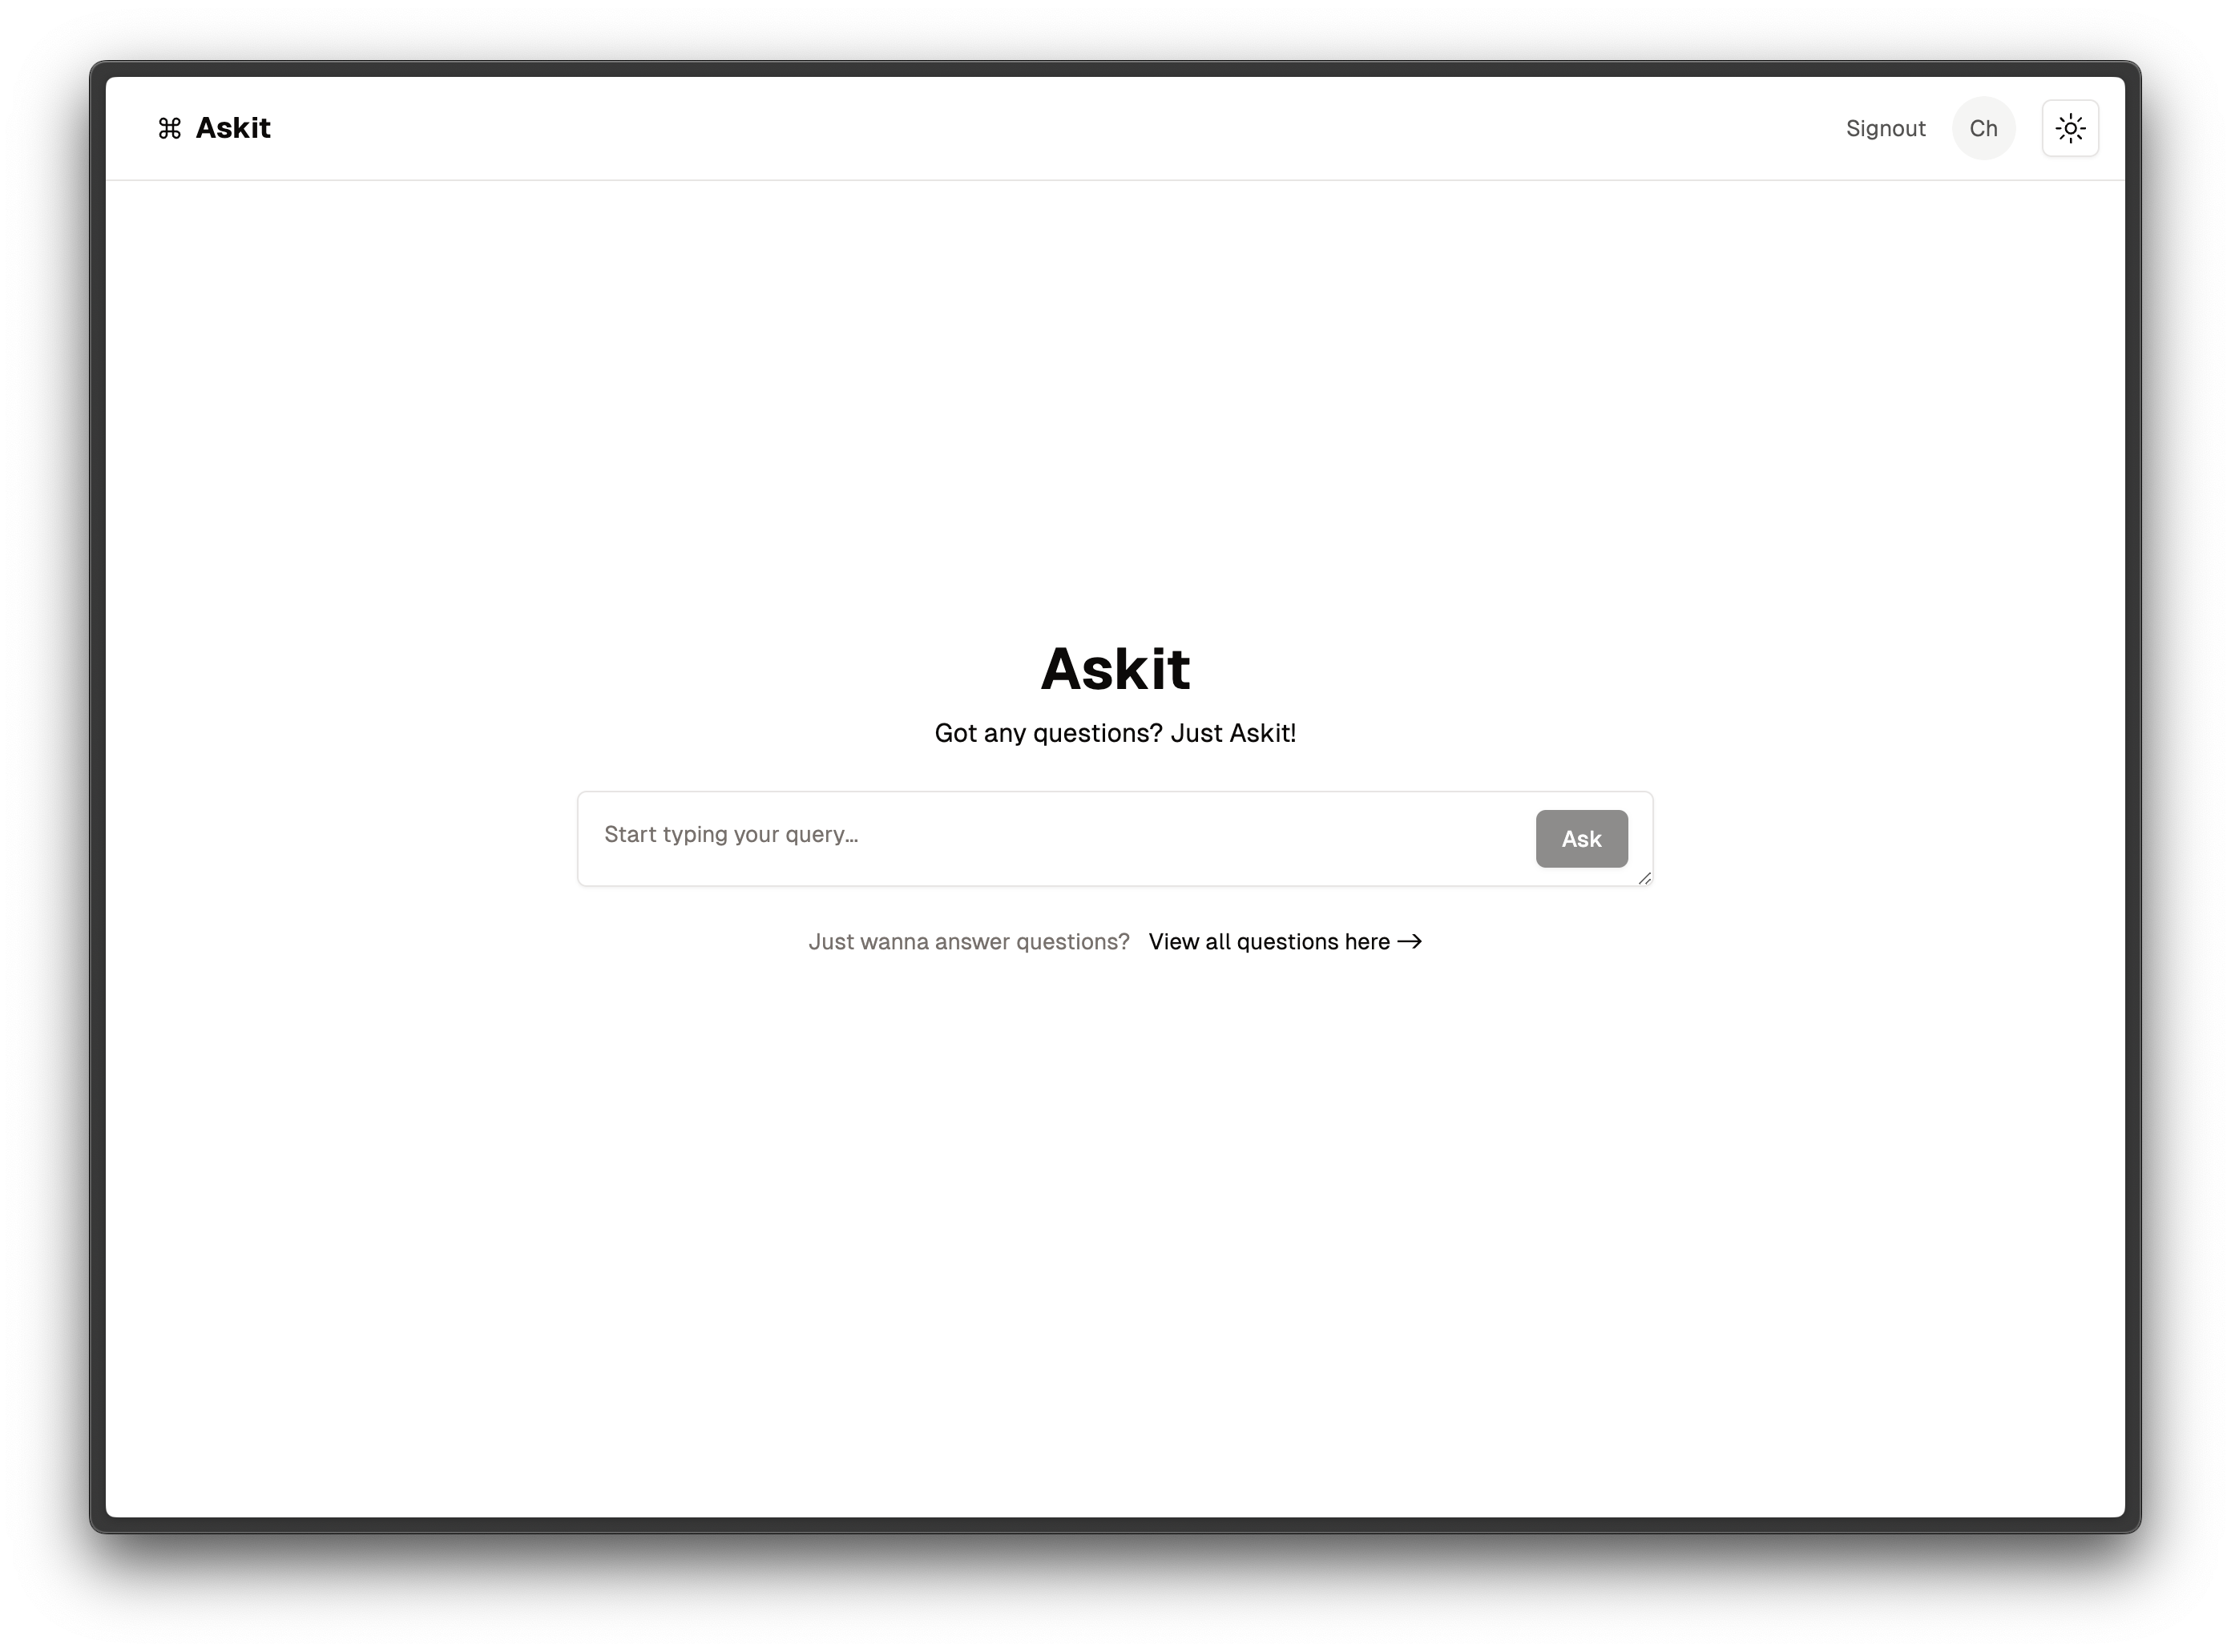 ⌘ Askit
Signout Ch
Askit
Got any questions? Just Askit!
Start typing your query...
Ask
Just wanna answer questions? View all questions here →